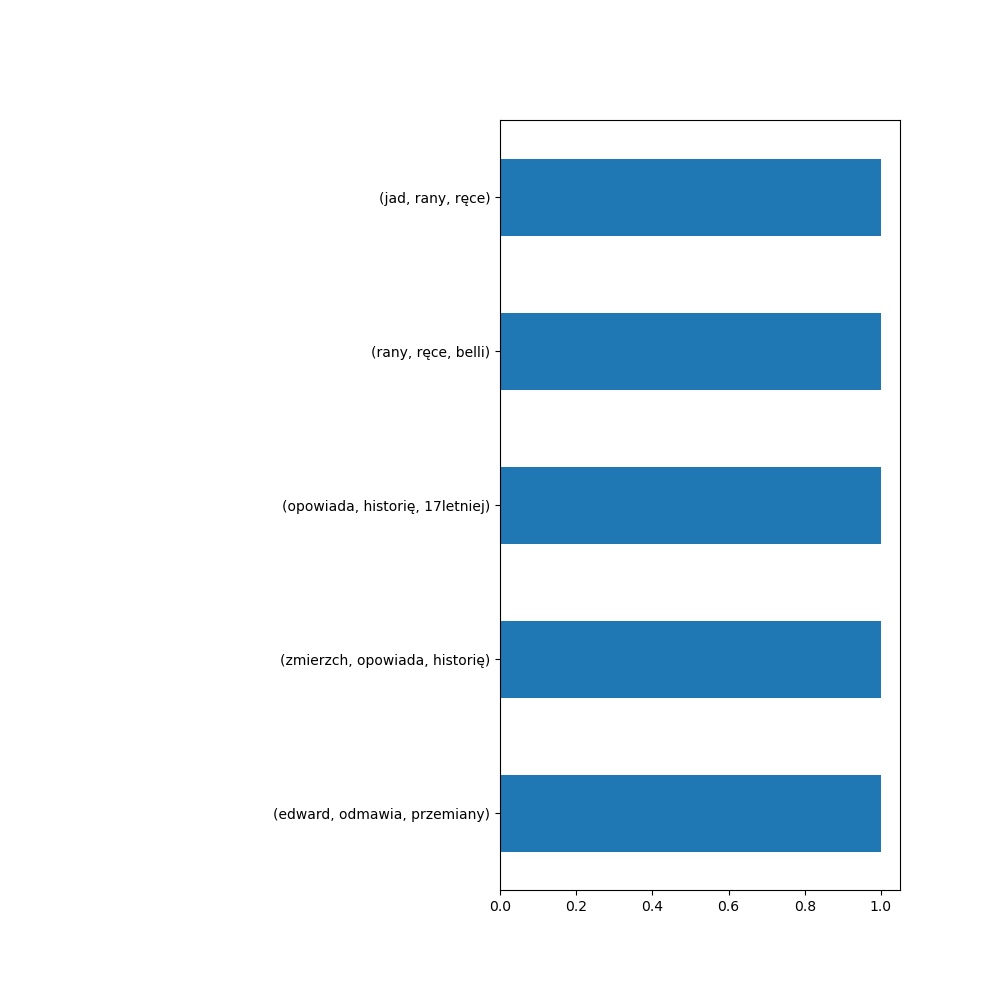 (jad, rany, ręce)
(rany, ręce, belli)
(opowiada, historię, 17letniej)
(zmierzch, opowiada, historię)
(edward, odmawia, przemiany)
0.0 0.2 0.4 0.6 0.8 1.0